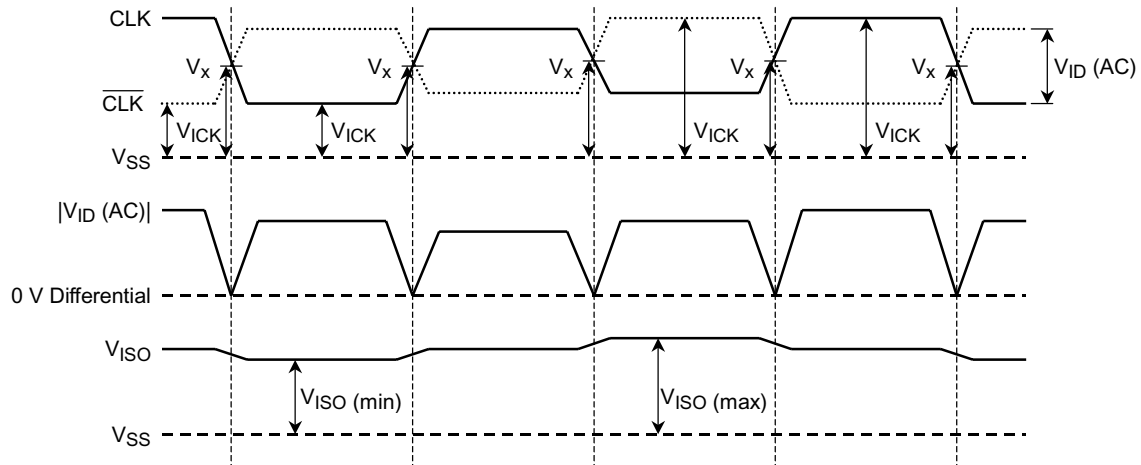 CLK
V_X V_X V_X V_X V_X V_ID (AC)
C̅L̅K̅
V_ICK V_ICK V_ICK V_ICK
V_SS
|V_ID (AC)|
0 V Differential
V_ISO
V_ISO (min) V_ISO (max)
V_SS